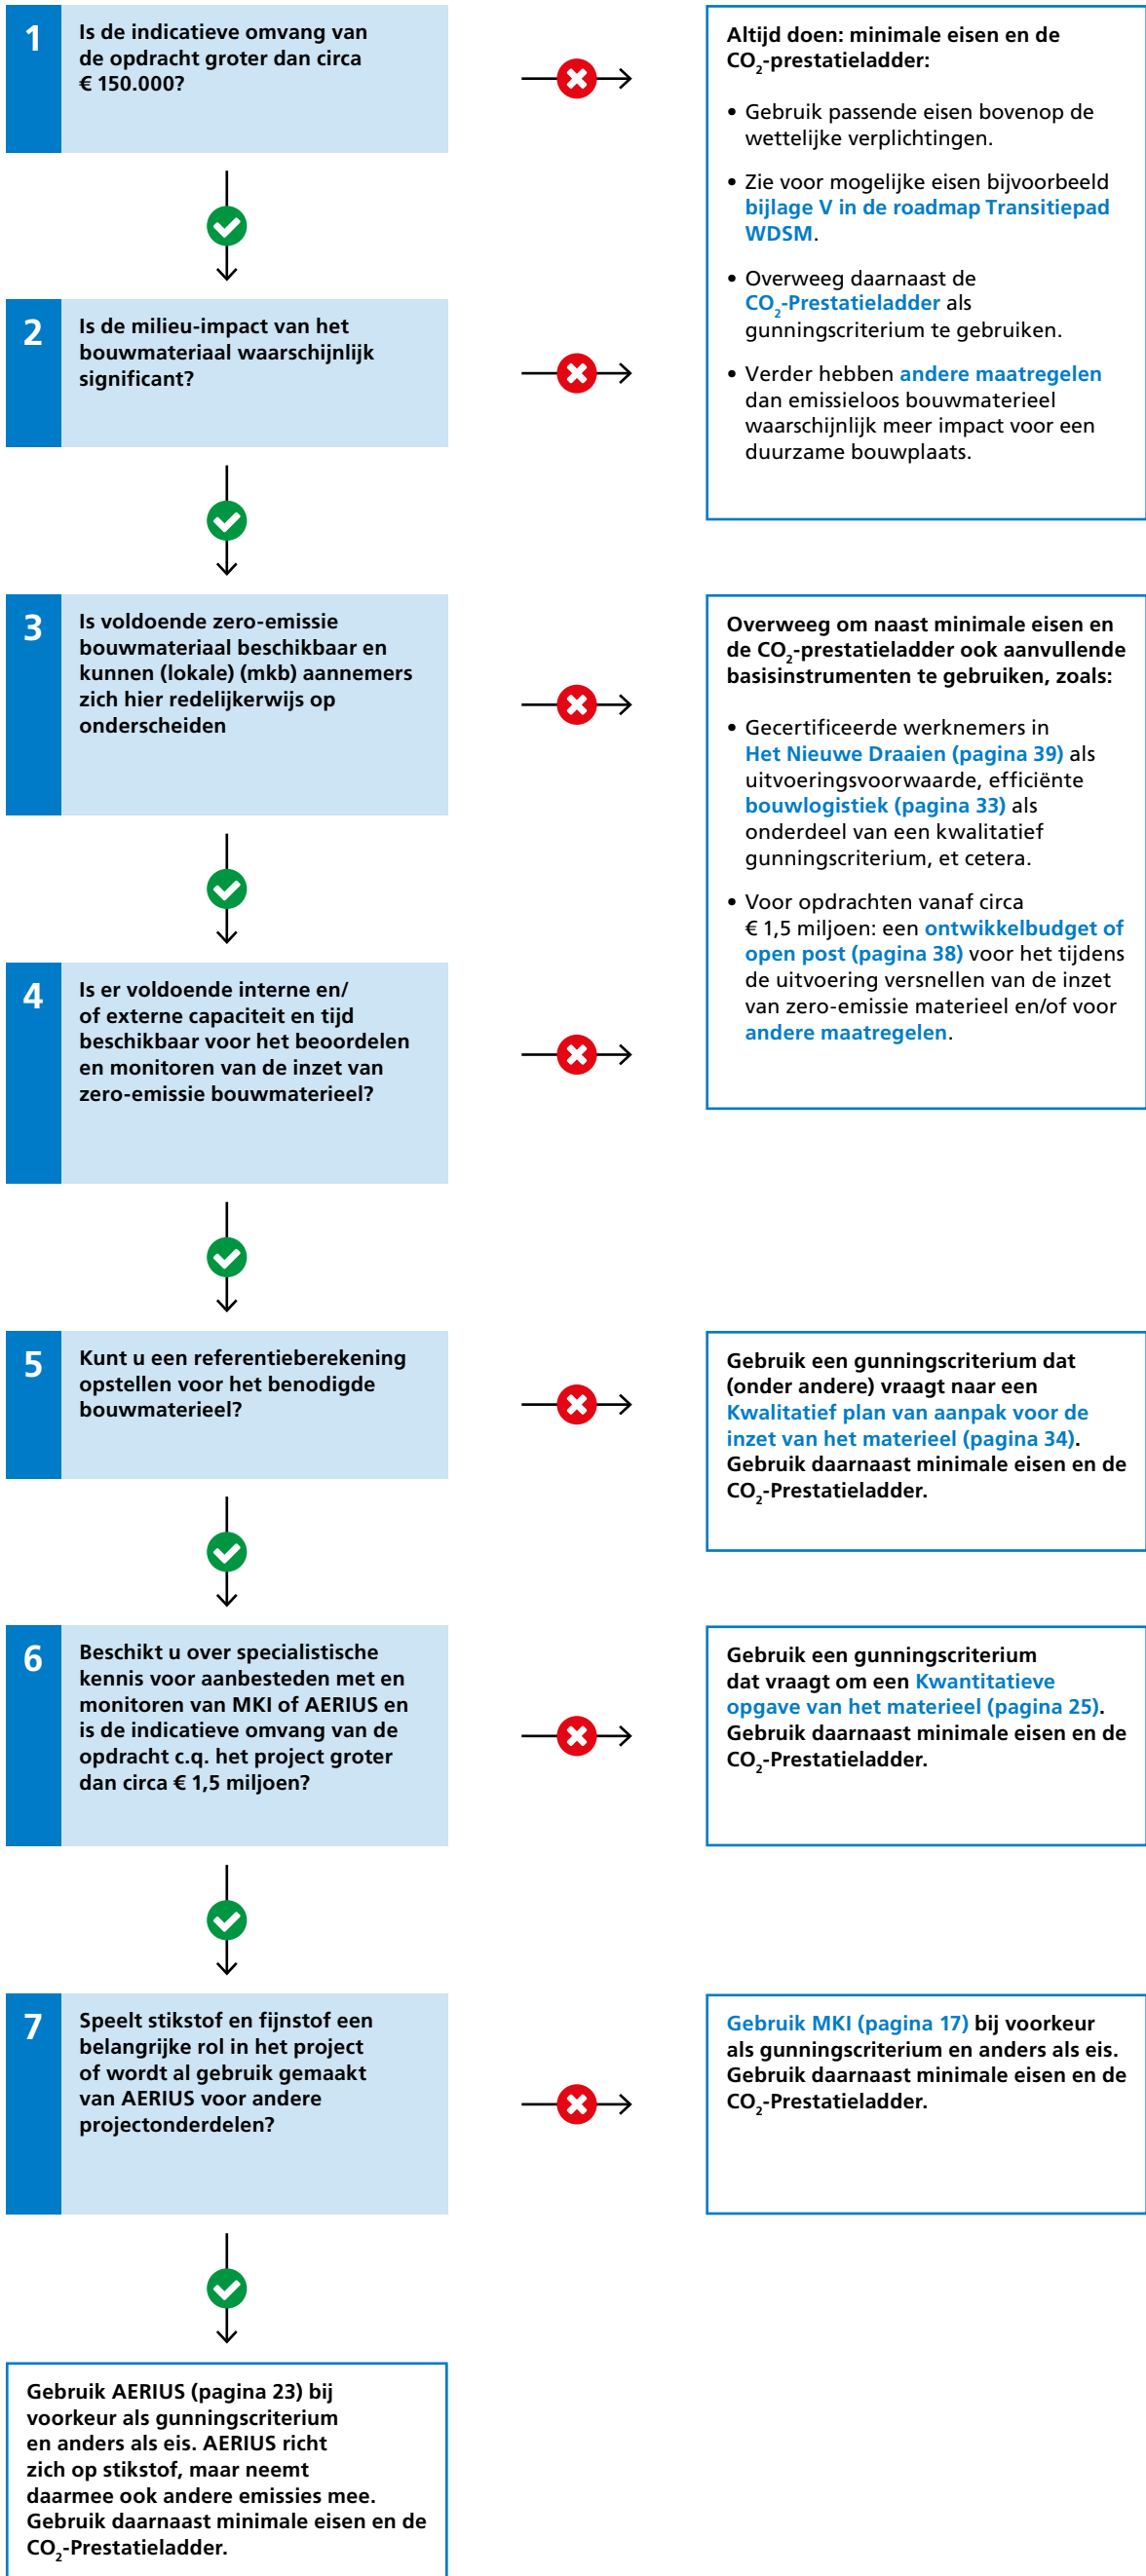 1
Is de indicatieve omvang van
de opdracht groter dan circa
€ 150.000?
Altijd doen: minimale eisen en de
CO₂-prestatieladder:
• Gebruik passende eisen bovenop de
wettelijke verplichtingen.
• Zie voor mogelijke eisen bijvoorbeeld
bijlage V in de roadmap Transitiepad
WDSM.
• Overweeg daarnaast de
CO₂-Prestatieladder als
gunningscriterium te gebruiken.
• Verder hebben andere maatregelen
dan emissieloos bouwmaterieel
waarschijnlijk meer impact voor een
duurzame bouwplaats.
2
Is de milieu-impact van het
bouwmateriaal waarschijnlijk
significant?
3
Is voldoende zero-emissie
bouwmateriaal beschikbaar en
kunnen (lokale) (mkb) aannemers
zich hier redelijkerwijs op
onderscheiden
Overweeg om naast minimale eisen en
de CO₂-prestatieladder ook aanvullende
basisinstrumenten te gebruiken, zoals:
• Gecertificeerde werknemers in
Het Nieuwe Draaien (pagina 39) als
uitvoeringsvoorwaarde, efficiënte
bouwlogistiek (pagina 33) als
onderdeel van een kwalitatief
gunningscriterium, et cetera.
• Voor opdrachten vanaf circa
€ 1,5 miljoen: een ontwikkelbudget of
open post (pagina 38) voor het tijdens
de uitvoering versnellen van de inzet
van zero-emissie materieel en/of voor
andere maatregelen.
4
Is er voldoende interne en/
of externe capaciteit en tijd
beschikbaar voor het beoordelen
en monitoren van de inzet van
zero-emissie bouwmaterieel?
5
Kunt u een referentieberekening
opstellen voor het benodigde
bouwmaterieel?
Gebruik een gunningscriterium dat
(onder andere) vraagt naar een
Kwalitatief plan van aanpak voor de
inzet van het materieel (pagina 34).
Gebruik daarnaast minimale eisen en de
CO₂-Prestatieladder.
6
Beschikt u over specialistische
kennis voor aanbesteden met en
monitoren van MKI of AERIUS en
is de indicatieve omvang van de
opdracht c.q. het project groter
dan circa € 1,5 miljoen?
Gebruik een gunningscriterium
dat vraagt om een Kwantitatieve
opgave van het materieel (pagina 25).
Gebruik daarnaast minimale eisen en de
CO₂-Prestatieladder.
7
Speelt stikstof en fijnstof een
belangrijke rol in het project
of wordt al gebruik gemaakt
van AERIUS voor andere
projectonderdelen?
Gebruik MKI (pagina 17) bij voorkeur
als gunningscriterium en anders als eis.
Gebruik daarnaast minimale eisen en de
CO₂-Prestatieladder.
Gebruik AERIUS (pagina 23) bij
voorkeur als gunningscriterium
en anders als eis. AERIUS richt
zich op stikstof, maar neemt
daarmee ook andere emissies mee.
Gebruik daarnaast minimale eisen en de
CO₂-Prestatieladder.